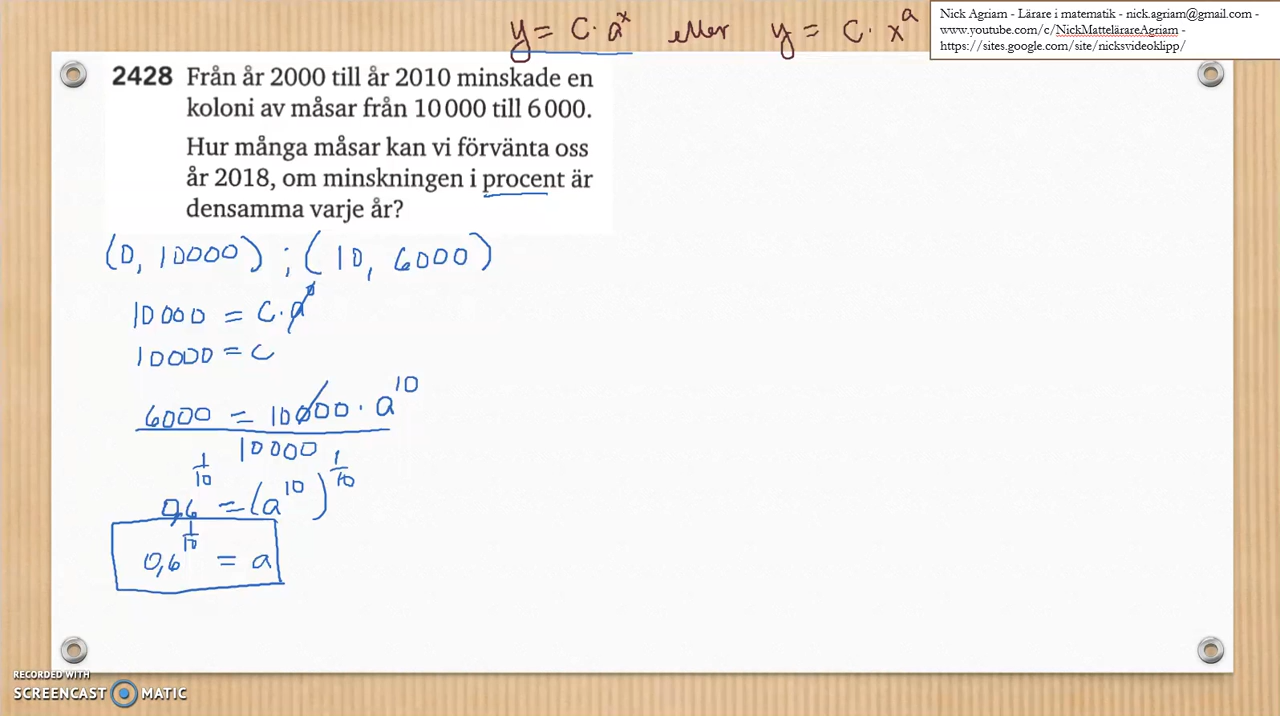 y = C · a^x eller y = C · x^a
Nick Agriam - Lärare i matematik - nick.agriam@gmail.com -
www.youtube.com/c/NickMattelärareAgriam -
https://sites.google.com/site/nicksvideoklipp/
2428 Från år 2000 till år 2010 minskade en
koloni av måsar från 10 000 till 6 000.
Hur många måsar kan vi förvänta oss
år 2018, om minskningen i procent är
densamma varje år?
(0, 10000) ; (10, 6000)
10000 = C · a^0
10000 = C
6000 = 10000 · a^10
10000
0,6^(1/10) = (a^10)^(1/10)
0,6^(1/10) = a
RECORDED WITH
SCREENCAST MATIC